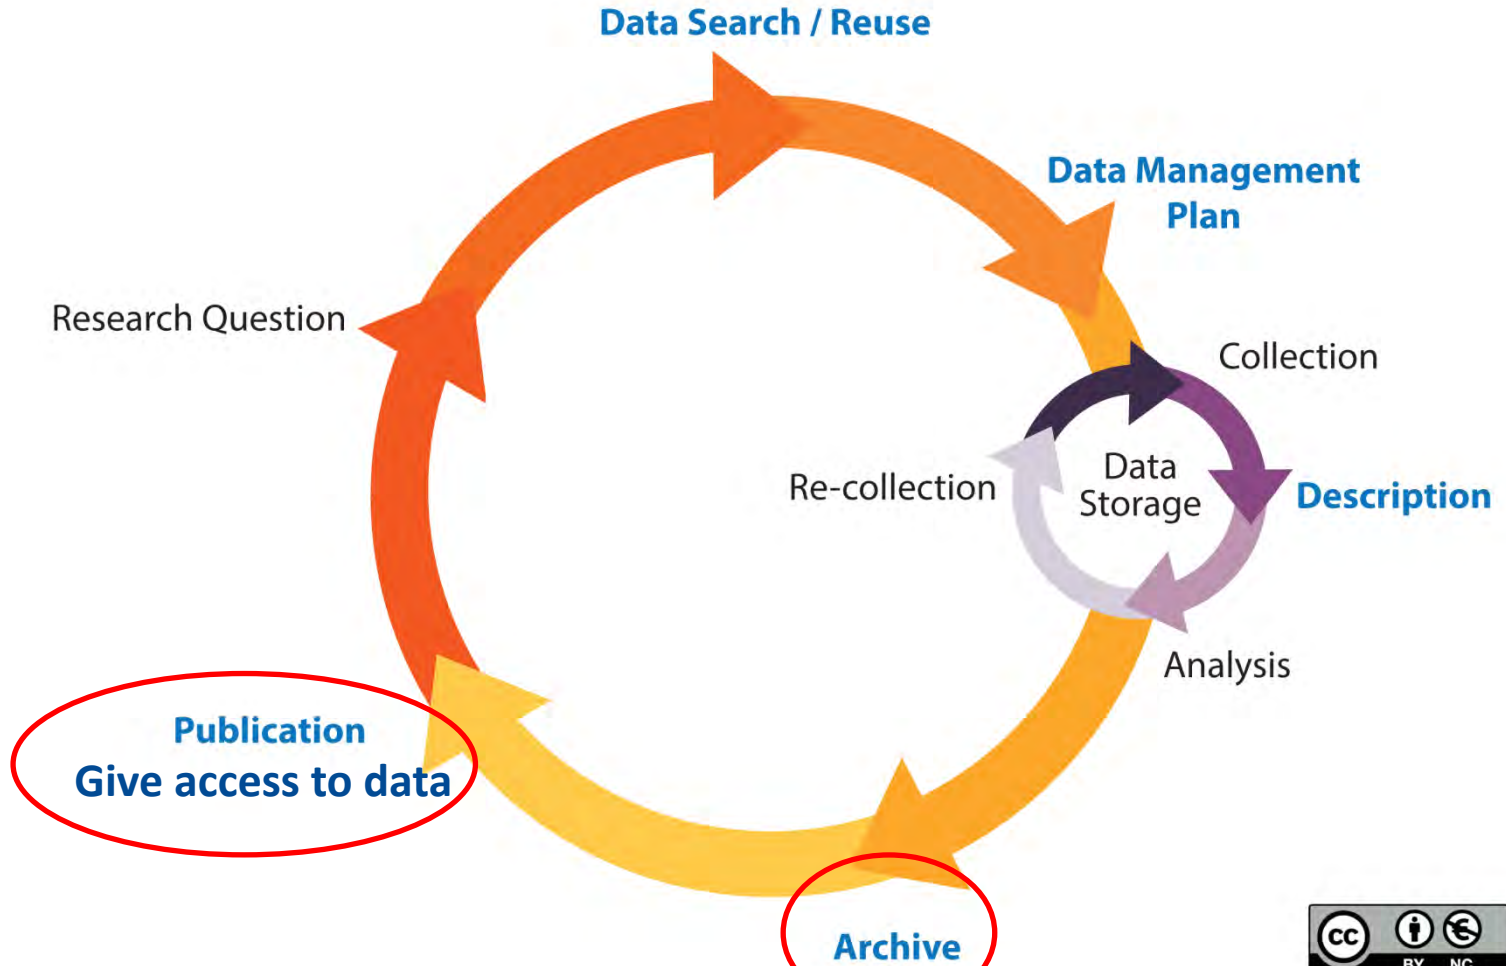 Data Search / Reuse
Data Management
Plan
Research Question
Collection
Re-collection
Data
Storage
Description
Analysis
Publication
Give access to data
Archive
cc
BY NC